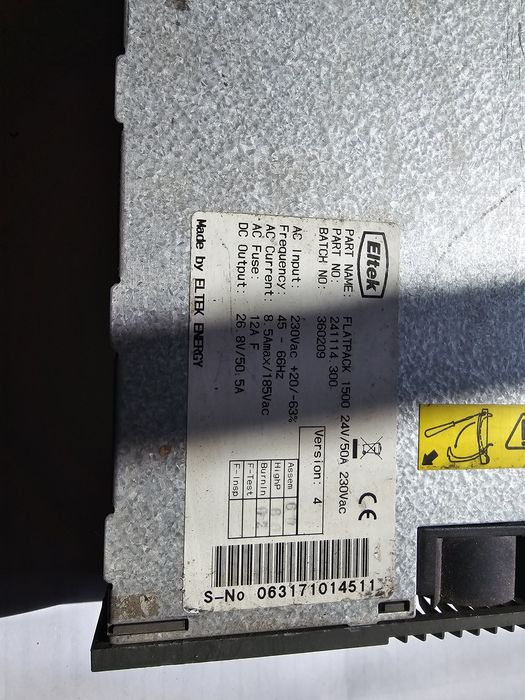 Eltek
PART NAME: FLATPACK 1500 24V/50A 230Vac
PART NO: 241114.300
BATCH NO: 360209
Version: 4
AC Input: 230Vac +20/-63%
Frequency: 45 - 66Hz
AC Current: 8.5Amax/185Vac
AC Fuse: 12A F
DC Output: 26.8V/50.5A
Assem
HighP
BurnIn
F-Test
F-Insp
Made by ELTEK ENERGY
CE
S-No 063171014511